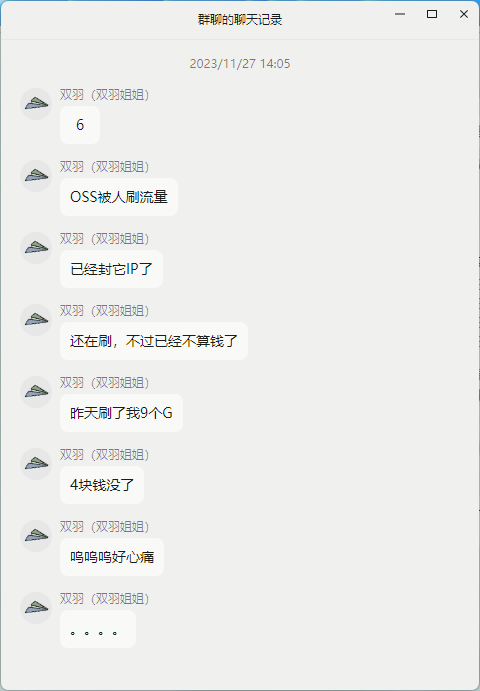 群聊的聊天记录
2023/11/27 14:05
双羽（双羽姐姐）
6
双羽（双羽姐姐）
OSS被人刷流量
双羽（双羽姐姐）
已经封它IP了
双羽（双羽姐姐）
还在刷，不过已经不算钱了
双羽（双羽姐姐）
昨天刷了我9个G
双羽（双羽姐姐）
4块钱没了
双羽（双羽姐姐）
呜呜呜好心痛
双羽（双羽姐姐）
。。。。